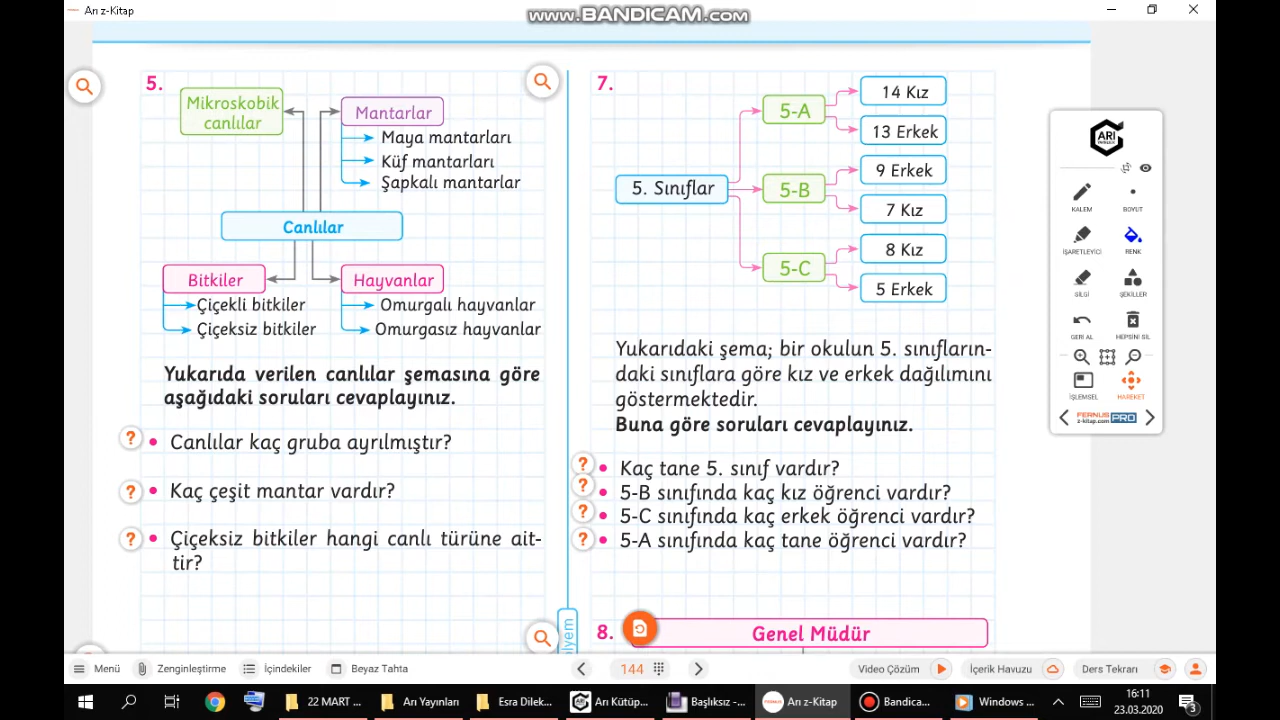 Arı z-Kitap
www.BANDICAM.com
5.
Mikroskobik
canlılar
Mantarlar
Maya mantarları
Küf mantarları
Şapkalı mantarlar
Canlılar
Bitkiler
Çiçekli bitkiler
Çiçeksiz bitkiler
Hayvanlar
Omurgalı hayvanlar
Omurgasız hayvanlar
Yukarıda verilen canlılar şemasına göre
aşağıdaki soruları cevaplayınız.
? • Canlılar kaç gruba ayrılmıştır?
? • Kaç çeşit mantar vardır?
? • Çiçeksiz bitkiler hangi canlı türüne ait-
tir?
7.
5. Sınıflar
5-A
14 Kız
13 Erkek
5-B
9 Erkek
7 Kız
5-C
8 Kız
5 Erkek
Yukarıdaki şema; bir okulun 5. sınıfların-
daki sınıflara göre kız ve erkek dağılımını
göstermektedir.
Buna göre soruları cevaplayınız.
? • Kaç tane 5. sınıf vardır?
? • 5-B sınıfında kaç kız öğrenci vardır?
? • 5-C sınıfında kaç erkek öğrenci vardır?
? • 5-A sınıfında kaç tane öğrenci vardır?
8.
Genel Müdür
ARI
KALEM
BOYUT
İŞARETLEYİCİ
RENK
SİLGİ
ŞEKİLLER
GERİ AL
HEPSİNİ SİL
İŞLEMSEL
HAREKET
FERNUS
z-kitap.com PRO
Menü
Zenginleştirme
İçindekiler
Beyaz Tahta
144
Video Çözüm
İçerik Havuzu
Ders Tekrarı
22 MART ...
Arı Yayınları
Esra Dilek...
Arı Kütüp...
Başlıksız -...
Arı z-Kitap
Bandica...
Windows ...
16:11
23.03.2020
3